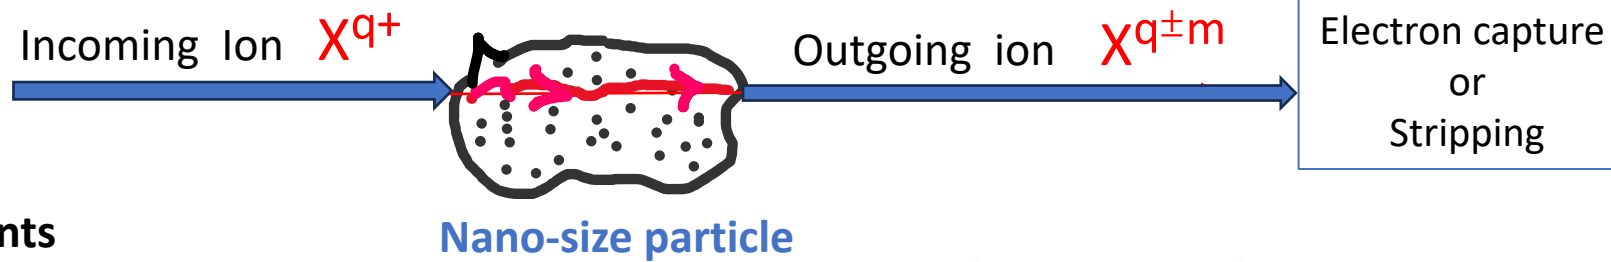 Incoming Ion X^{q+}
Outgoing ion X^{q±m}
Electron capture
or
Stripping
nts
Nano-size particle